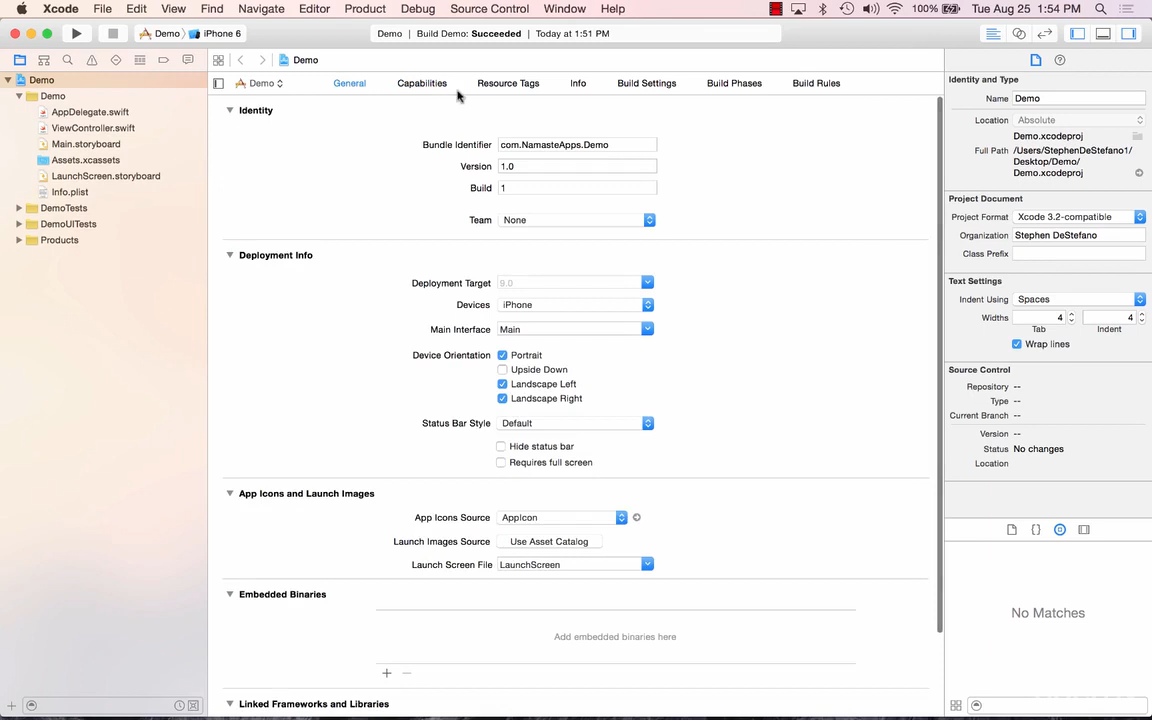 Xcode File Edit View Find Navigate Editor Product Debug Source Control Window Help 100% Tue Aug 25 1:54 PM
Demo iPhone 6 Demo | Build Demo: Succeeded | Today at 1:51 PM
Demo
Demo
AppDelegate.swift
ViewController.swift
Main.storyboard
Assets.xcassets
LaunchScreen.storyboard
Info.plist
DemoTests
DemoUITests
Products
Demo
Demo General Capabilities Resource Tags Info Build Settings Build Phases Build Rules
Identity
Bundle Identifier com.NamasteApps.Demo
Version 1.0
Build 1
Team None
Deployment Info
Deployment Target 9.0
Devices iPhone
Main Interface Main
Device Orientation Portrait
Upside Down
Landscape Left
Landscape Right
Status Bar Style Default
Hide status bar
Requires full screen
App Icons and Launch Images
App Icons Source AppIcon
Launch Images Source Use Asset Catalog
Launch Screen File LaunchScreen
Embedded Binaries
Add embedded binaries here
Linked Frameworks and Libraries
Identity and Type
Name Demo
Location Absolute
Demo.xcodeproj
Full Path /Users/StephenDeStefano1/
Desktop/Demo/
Demo.xcodeproj
Project Document
Project Format Xcode 3.2-compatible
Organization Stephen DeStefano
Class Prefix
Text Settings
Indent Using Spaces
Widths 4 4
Tab Indent
Wrap lines
Source Control
Repository --
Type --
Current Branch --
Version --
Status No changes
Location
No Matches